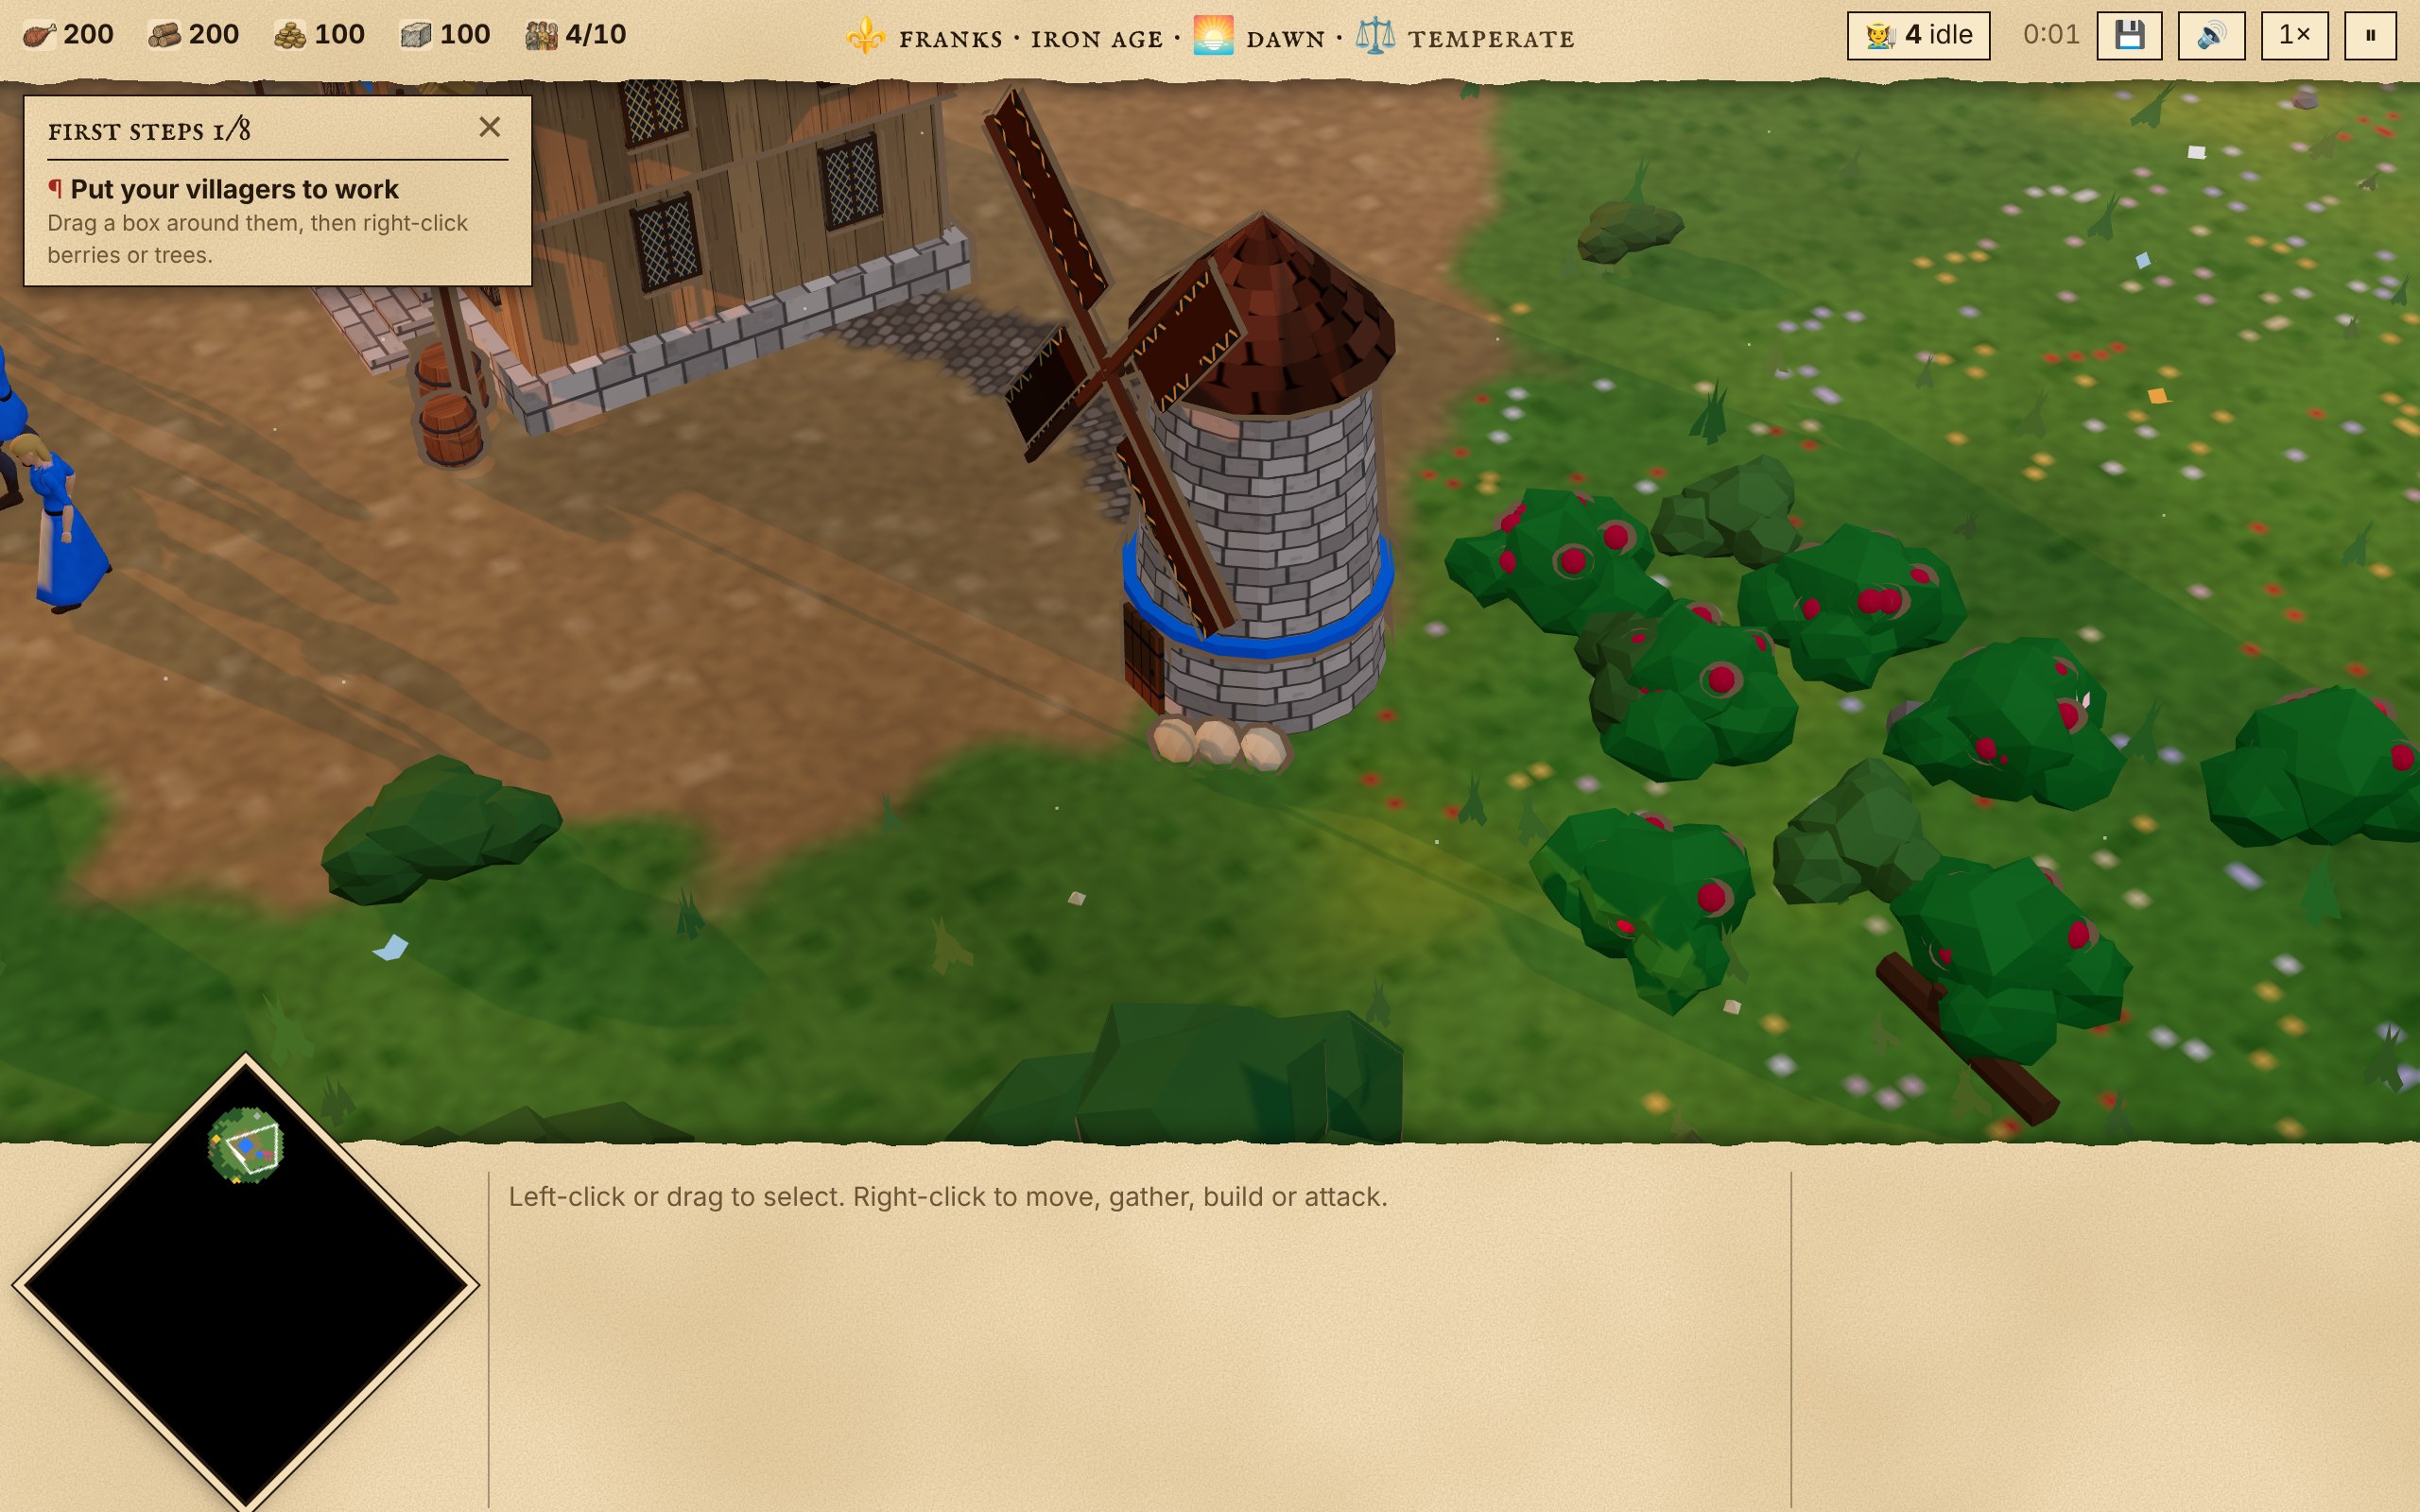 200 200 100 100 4/10 FRANKS · IRON AGE · DAWN · TEMPERATE 4 idle 0:01 1×
FIRST STEPS 1/8
¶ Put your villagers to work
Drag a box around them, then right-click
berries or trees.
Left-click or drag to select. Right-click to move, gather, build or attack.